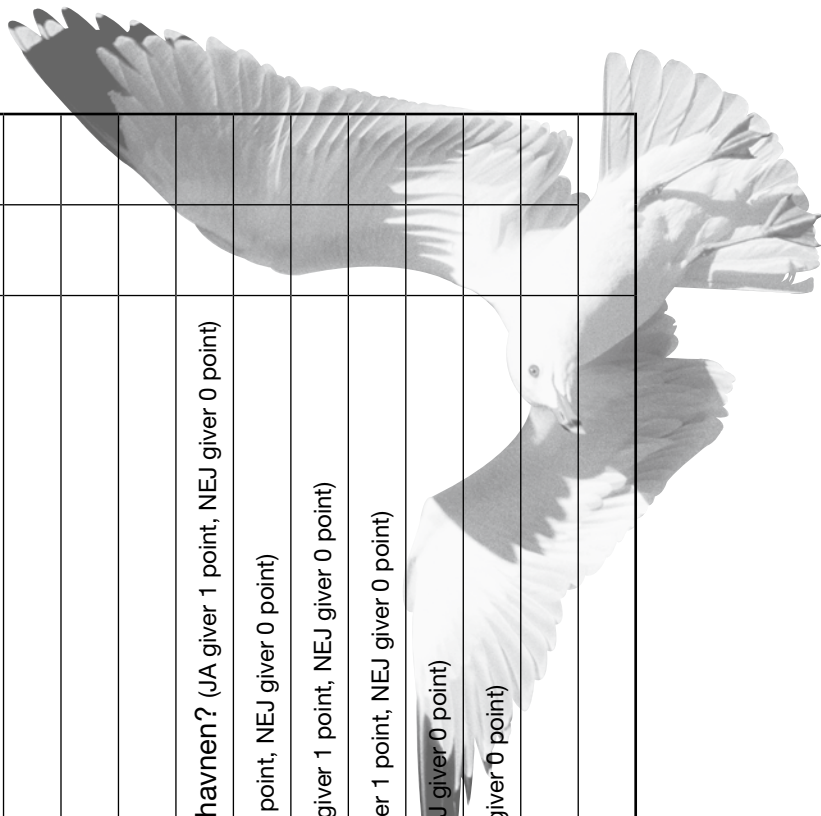 havnen? (JA giver 1 point, NEJ giver 0 point)
point, NEJ giver 0 point)
giver 1 point, NEJ giver 0 point)
er 1 point, NEJ giver 0 point)
J giver 0 point)
giver 0 point)